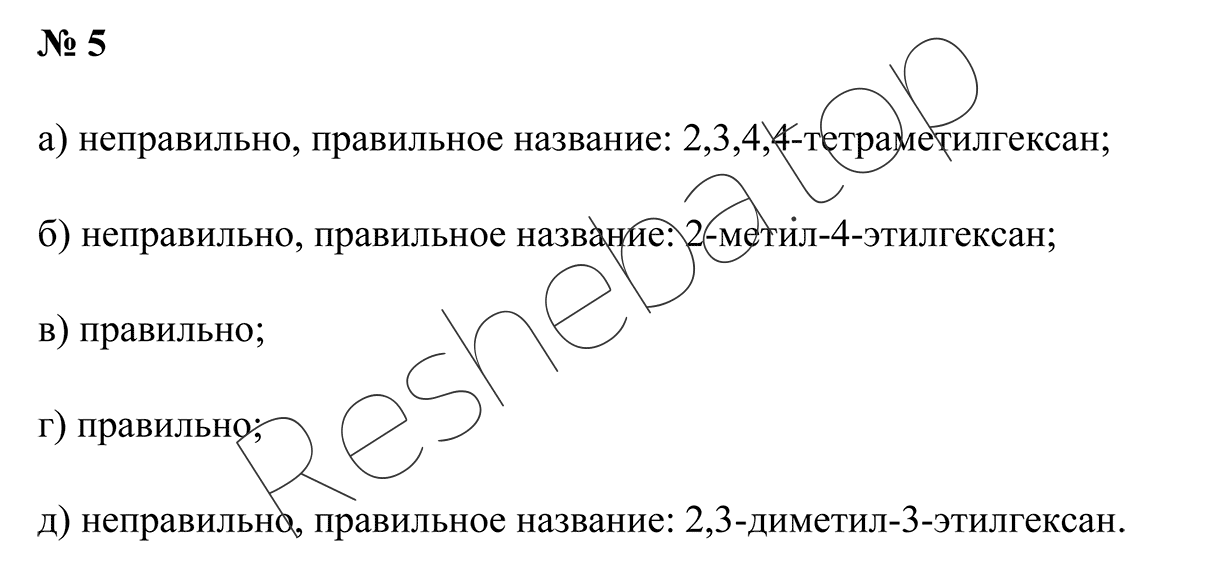 № 5
а) неправильно, правильное название: 2,3,4,4-тетраметилгексан;
б) неправильно, правильное название: 2-метил-4-этилгексан;
в) правильно;
г) правильно;
д) неправильно, правильное название: 2,3-диметил-3-этилгексан.
Reshebatop